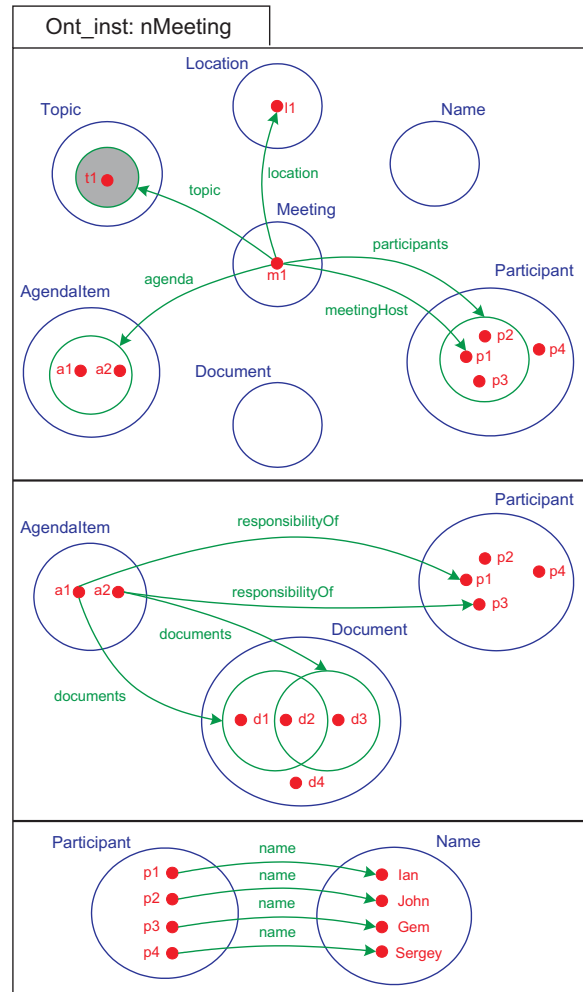 Ont_inst: nMeeting
Location
l1
Topic
Name
t1
topic
location
Meeting
participants
m1
agenda
Participant
AgendaItem
meetingHost
p2
p4
p1
a1 a2
Document
p3
Participant
AgendaItem
responsibilityOf
p2
p4
p1
a1 a2
responsibilityOf
p3
documents
Document
documents
d1 d2 d3
d4
Participant
Name
name
p1
Ian
name
p2
John
name
p3
Gem
name
p4
Sergey